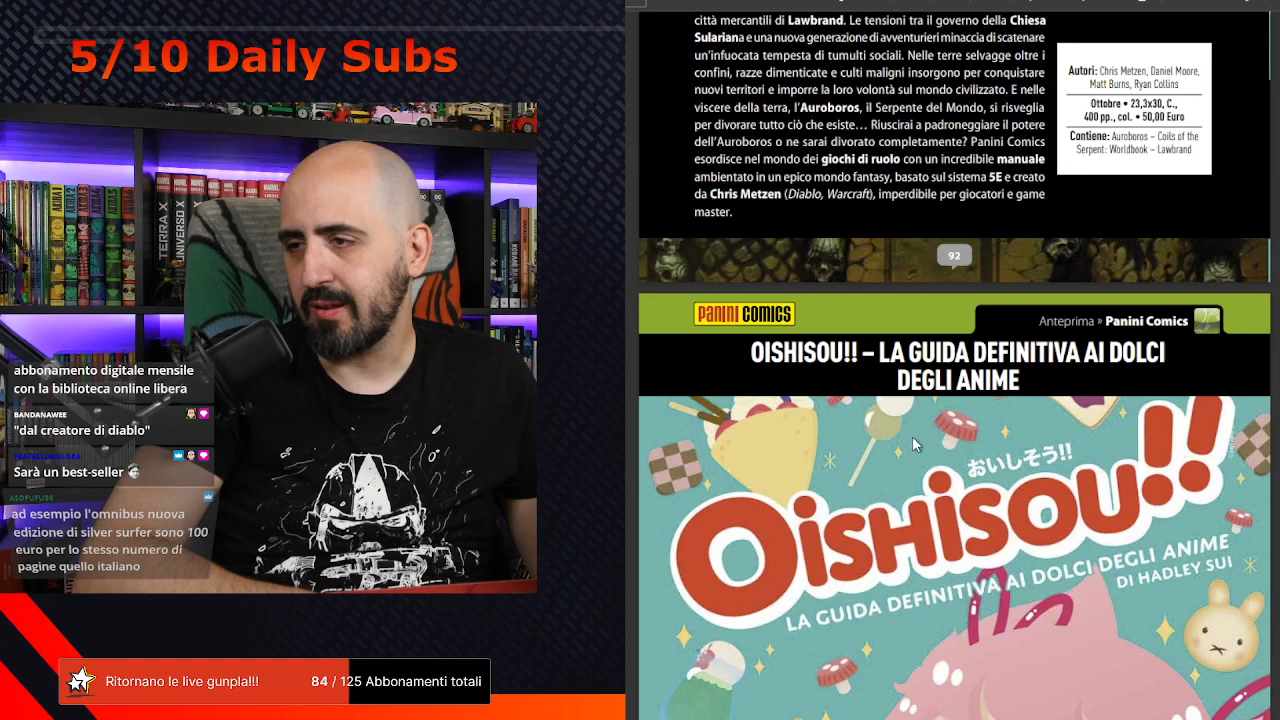 5/10 Daily Subs
TERRA X
UNIVERSO X
abbonamento digitale mensile
con la biblioteca online libera
BANDANAWEE
"dal creatore di diablo"
Sarà un best-seller
ASDFUFU98
ad esempio l'omnibus nuova
edizione di silver surfer sono 100
euro per lo stesso numero di
pagine quello italiano
Ritornano le live gunpla!!!
84 / 125 Abbonamenti totali
città mercantili di Lawbrand. Le tensioni tra il governo della Chiesa
Sulariana e una nuova generazione di avventurieri minaccia di scatenare
un'infuocata tempesta di tumulti sociali. Nelle terre selvagge oltre i
confini, razze dimenticate e culti maligni insorgono per conquistare
nuovi territori e imporre la loro volontà sul mondo civilizzato. E nelle
viscere della terra, l'Auroboros, il Serpente del Mondo, si risveglia
per divorare tutto ciò che esiste… Riuscirai a padroneggiare il potere
dell'Auroboros o ne sarai divorato completamente? Panini Comics
esordisce nel mondo dei giochi di ruolo con un incredibile manuale
ambientato in un epico mondo fantasy, basato sul sistema 5E e creato
da Chris Metzen (Diablo, Warcraft), imperdibile per giocatori e game
master.
Autori: Chris Metzen, Daniel Moore,
Matt Burns, Ryan Collins
Ottobre • 23,3x30, C.,
400 pp., col. • 50,00 Euro
Contiene: Auroboros – Coils of the
Serpent: Worldbook – Lawbrand
92
PANINI COMICS
Anteprima » Panini Comics
OISHISOU!! – LA GUIDA DEFINITIVA AI DOLCI
DEGLI ANIME
おいしそう!!
OISHISOU!!
LA GUIDA DEFINITIVA AI DOLCI DEGLI ANIME
DI HADLEY SUI